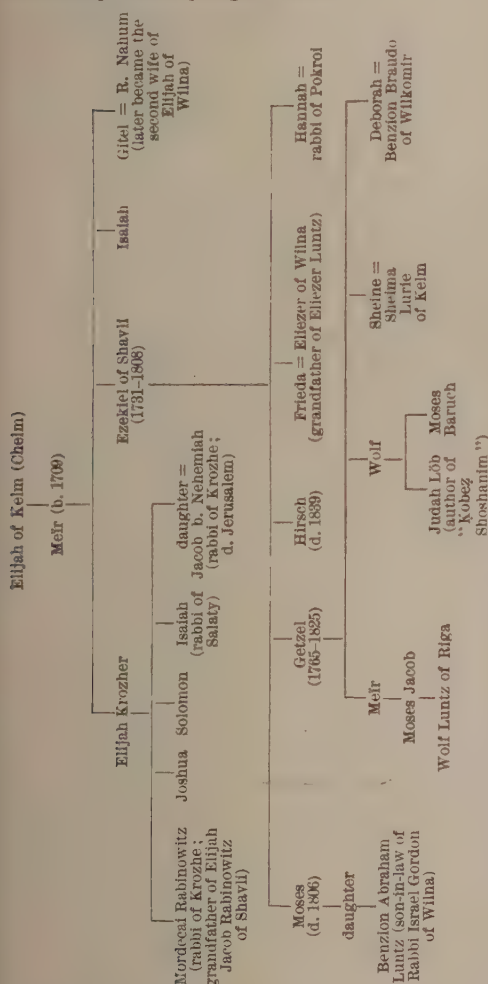 Elijah of Kelm (Chelm)
Meïr (b. 1709)
Elijah Krozher
Ezekiel of Shavli
(1731–1808)
Isaiah
Gitel = R. Nahum
(later became the
second wife of
Elijah of
Wilna)
Mordecai Rabinowitz
(rabbi of Krozhe;
grandfather of Elijah
Jacob Rabinowitz
of Shavli)
Joshua
Solomon
Isaiah
(rabbi of
Salaty)
daughter =
Jacob b. Nehemiah
(rabbi of Krozhe;
d. Jerusalem)
Moses
(d. 1806)
Getzel
(1765–1825)
Hirsch
(d. 1839)
Frieda = Eliezer of Wilna
(grandfather of Eliezer Luntz)
Hannah =
rabbi of Pokroi
daughter
Benzion Abraham
Luntz (son-in-law of
Rabbi Israel Gordon
of Wilna)
Meïr
Moses Jacob
Wolf Luntz of Riga
Wolf
Judah Löb
(author of
"Kobez
Shoshanim")
Moses
Baruch
Sheine =
Sheima
Lurie
of Kelm
Deborah =
Benzion Braudo
of Wilkomir